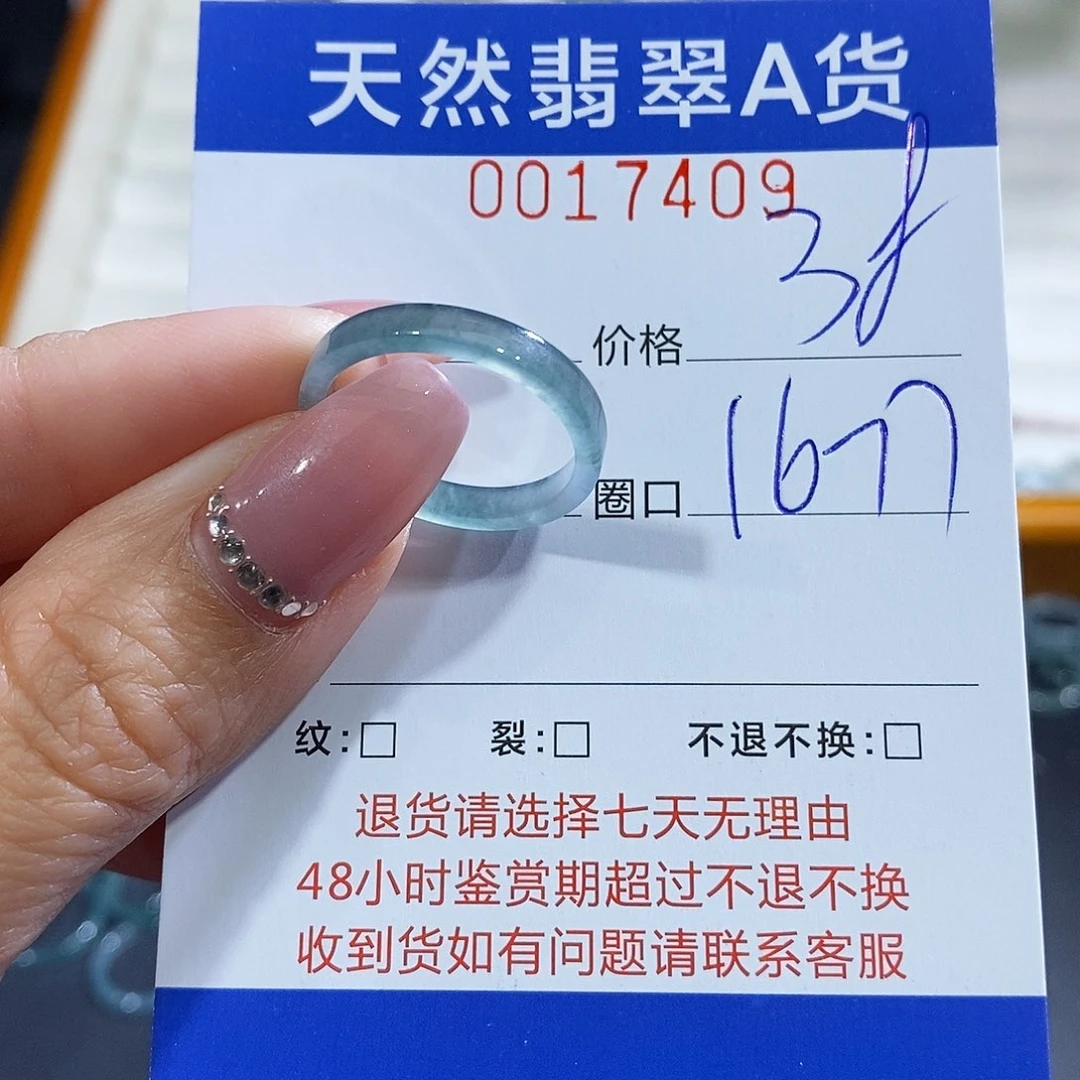 天然翡翠A货
0017409
价格
圈口 16.7
纹:□ 裂:□ 不退不换:□
退货请选择七天无理由
48小时鉴赏期超过不退不换
收到货如有问题请联系客服